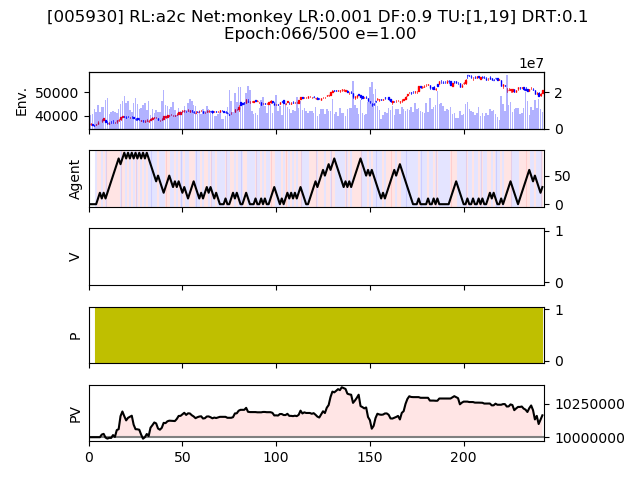 [005930] RL:a2c Net:monkey LR:0.001 DF:0.9 TU:[1,19] DRT:0.1
Epoch:066/500 e=1.00
1e7
Env.
50000
40000
2
0
Agent
50
0
V
1
0
P
1
0
PV
10250000
10000000
0 50 100 150 200